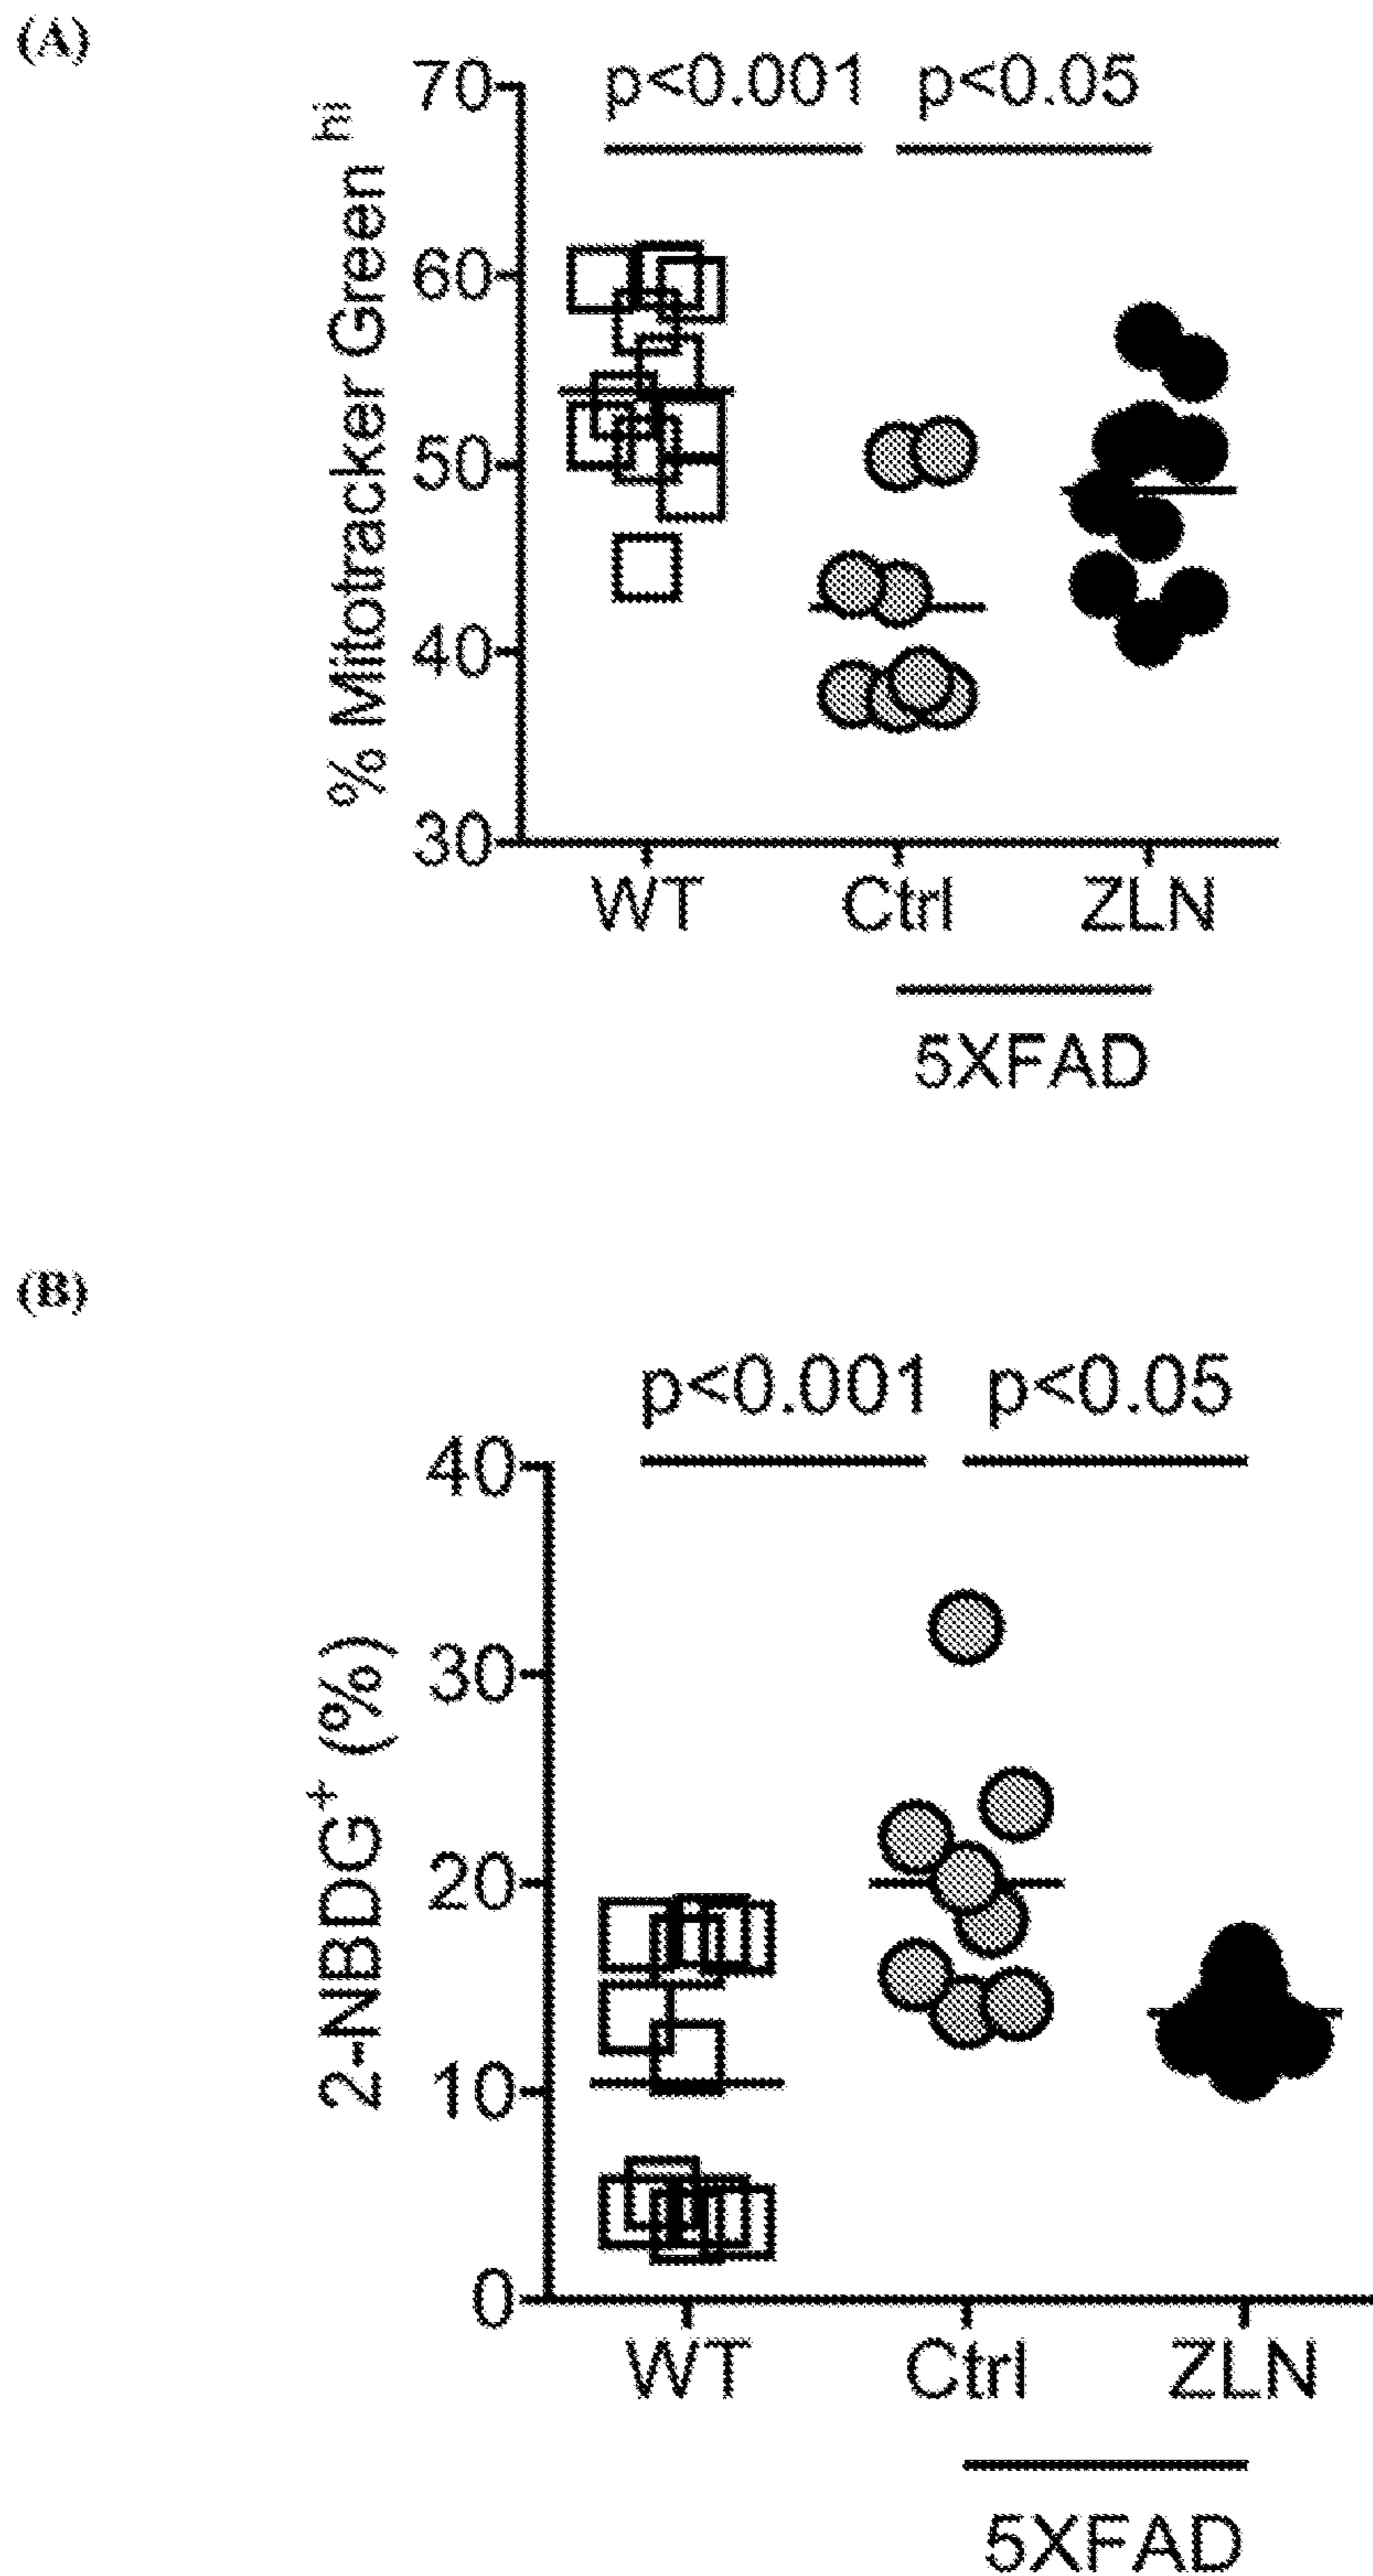 (A)
p<0.001 p<0.05
% Mitotracker Green hi
70
60
50
40
30
WT Ctrl ZLN
5XFAD
(B)
p<0.001 p<0.05
2-NBDG+ (%)
40
30
20
10
0
WT Ctrl ZLN
5XFAD